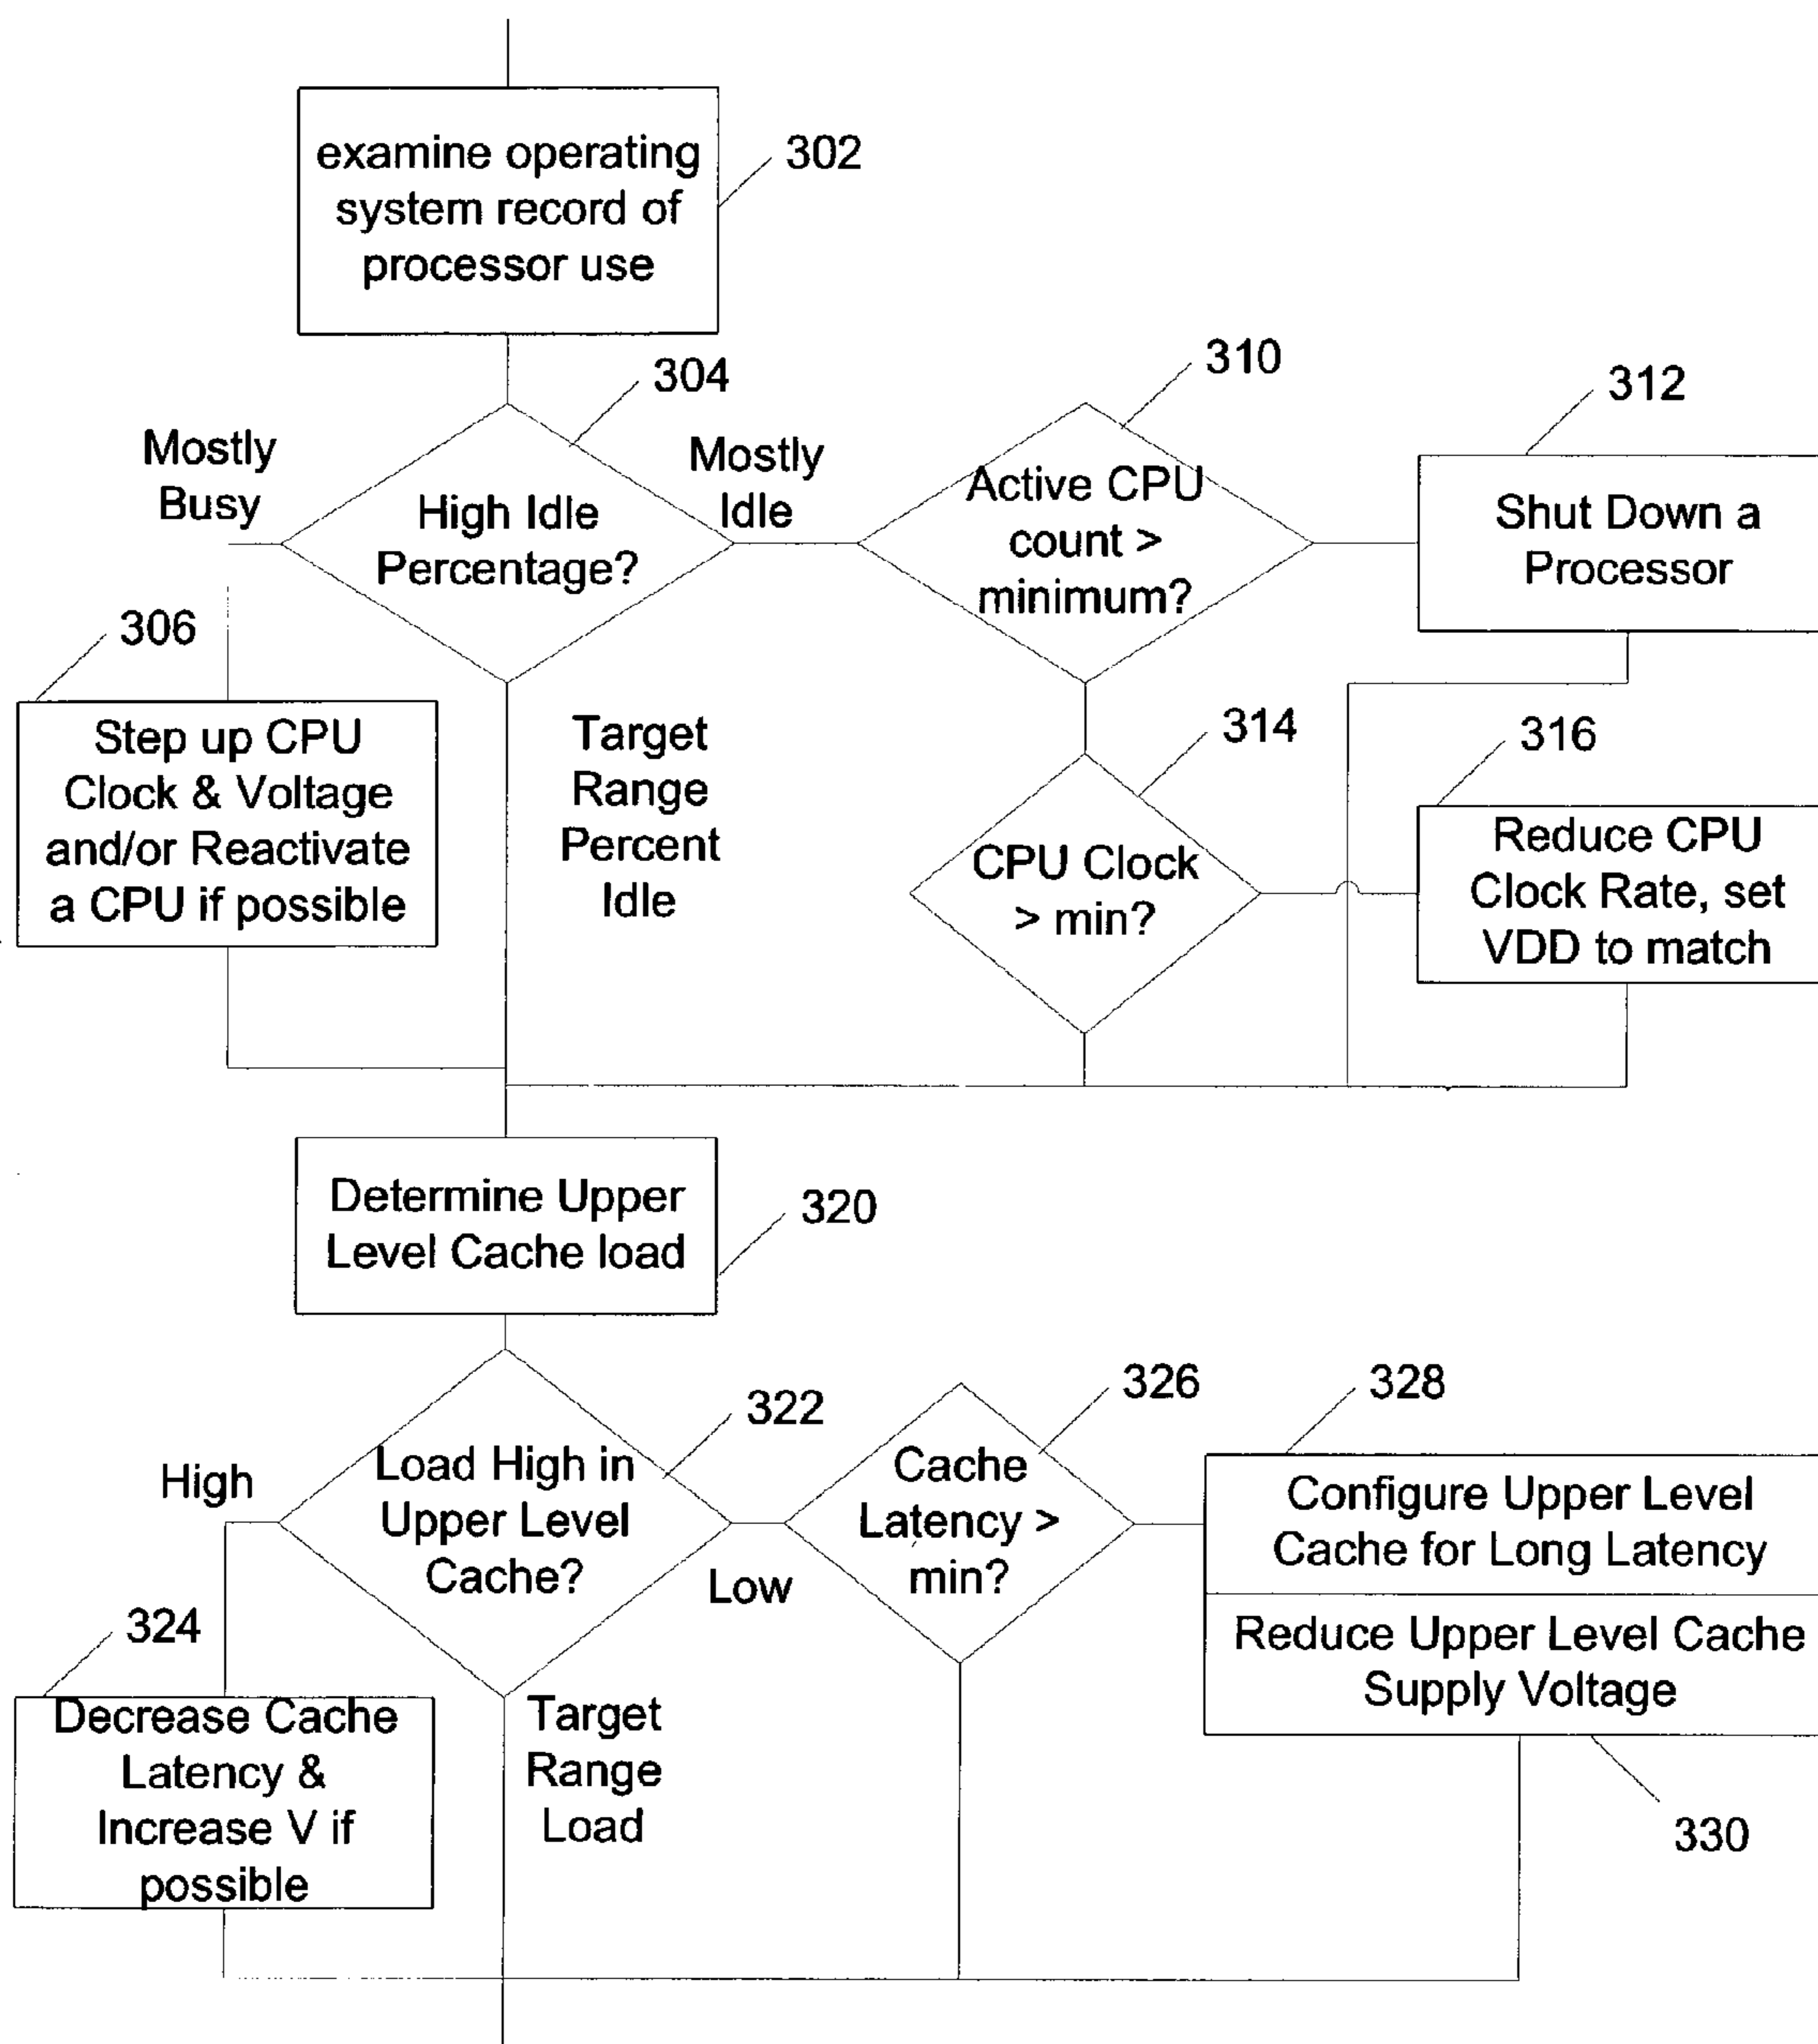 examine operating
system record of
processor use
302
304
310
312
Mostly
Busy
High Idle
Percentage?
Mostly
Idle
Active CPU
count >
minimum?
Shut Down a
Processor
306
Step up CPU
Clock & Voltage
and/or Reactivate
a CPU if possible
Target
Range
Percent
Idle
314
CPU Clock
> min?
316
Reduce CPU
Clock Rate, set
VDD to match
Determine Upper
Level Cache load
320
322
High
Load High in
Upper Level
Cache?
Low
326
Cache
Latency >
min?
328
Configure Upper Level
Cache for Long Latency
Reduce Upper Level Cache
Supply Voltage
330
324
Decrease Cache
Latency &
Increase V if
possible
Target
Range
Load